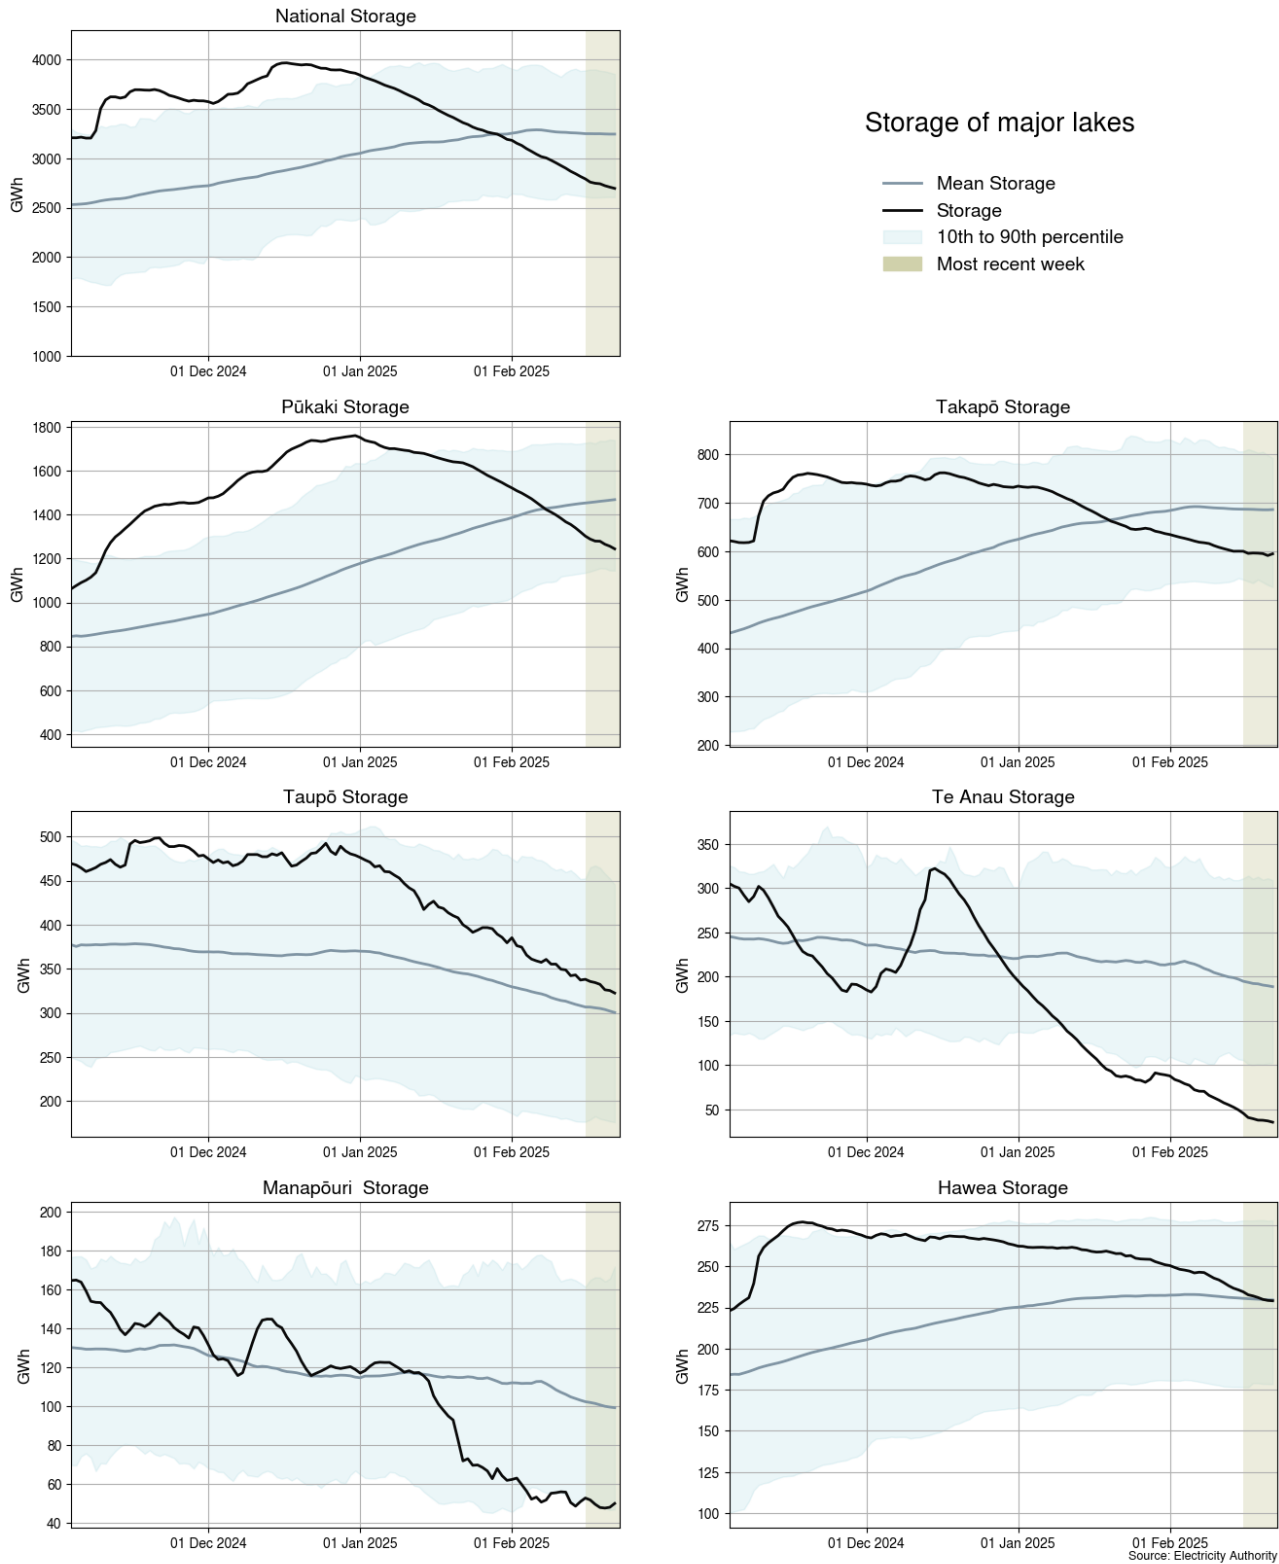 National Storage
4000
3500
3000
2500
2000
1500
1000
GWh
01 Dec 2024 01 Jan 2025 01 Feb 2025
Storage of major lakes
Mean Storage
Storage
10th to 90th percentile
Most recent week
Pūkaki Storage
1800
1600
1400
1200
1000
800
600
400
GWh
01 Dec 2024 01 Jan 2025 01 Feb 2025
Takapō Storage
800
700
600
500
400
300
200
GWh
01 Dec 2024 01 Jan 2025 01 Feb 2025
Taupō Storage
500
450
400
350
300
250
200
GWh
01 Dec 2024 01 Jan 2025 01 Feb 2025
Te Anau Storage
350
300
250
200
150
100
50
GWh
01 Dec 2024 01 Jan 2025 01 Feb 2025
Manapōuri Storage
200
180
160
140
120
100
80
60
40
GWh
01 Dec 2024 01 Jan 2025 01 Feb 2025
Hawea Storage
275
250
225
200
175
150
125
100
GWh
01 Dec 2024 01 Jan 2025 01 Feb 2025
Source: Electricity Authority